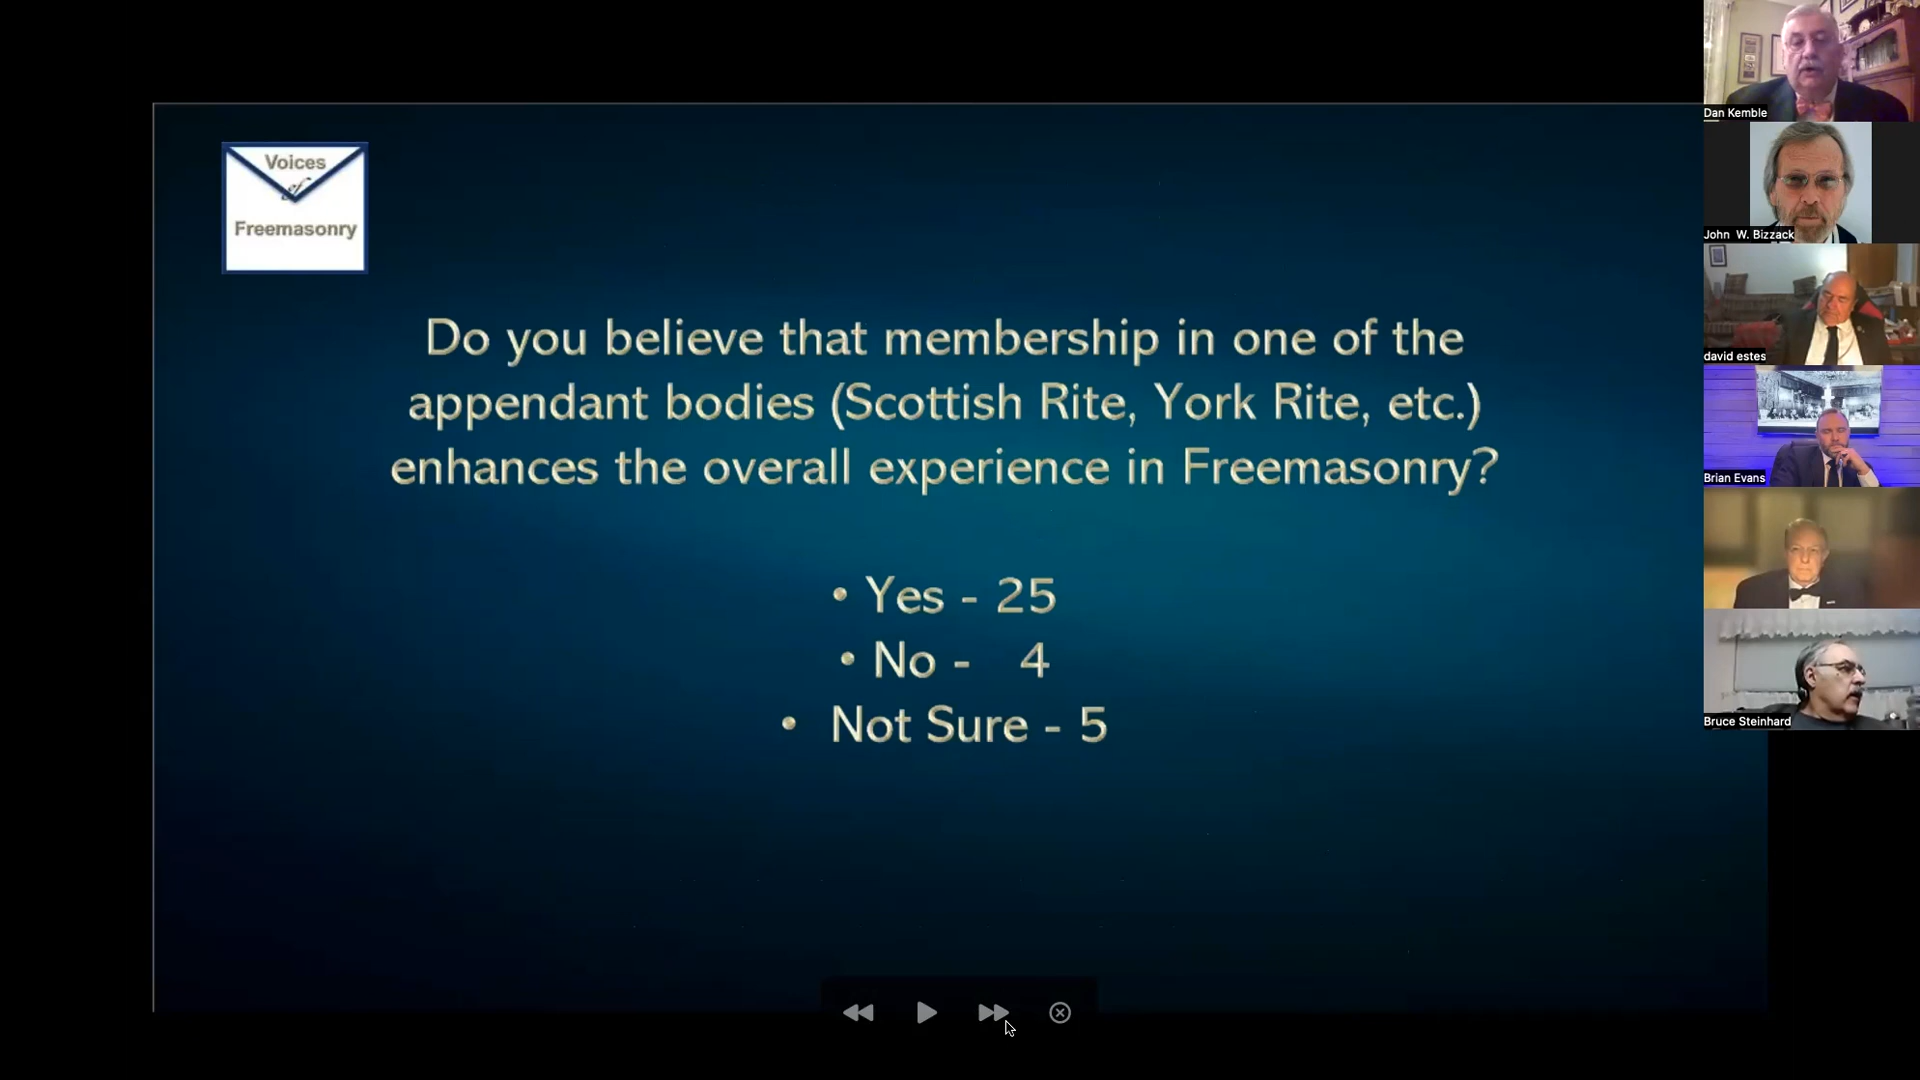 Voices
of
Freemasonry
Do you believe that membership in one of the
appendant bodies (Scottish Rite, York Rite, etc.)
enhances the overall experience in Freemasonry?
• Yes - 25
• No - 4
• Not Sure - 5
Dan Kemble
John W. Bizzack
david estes
Brian Evans
Bruce Steinhard